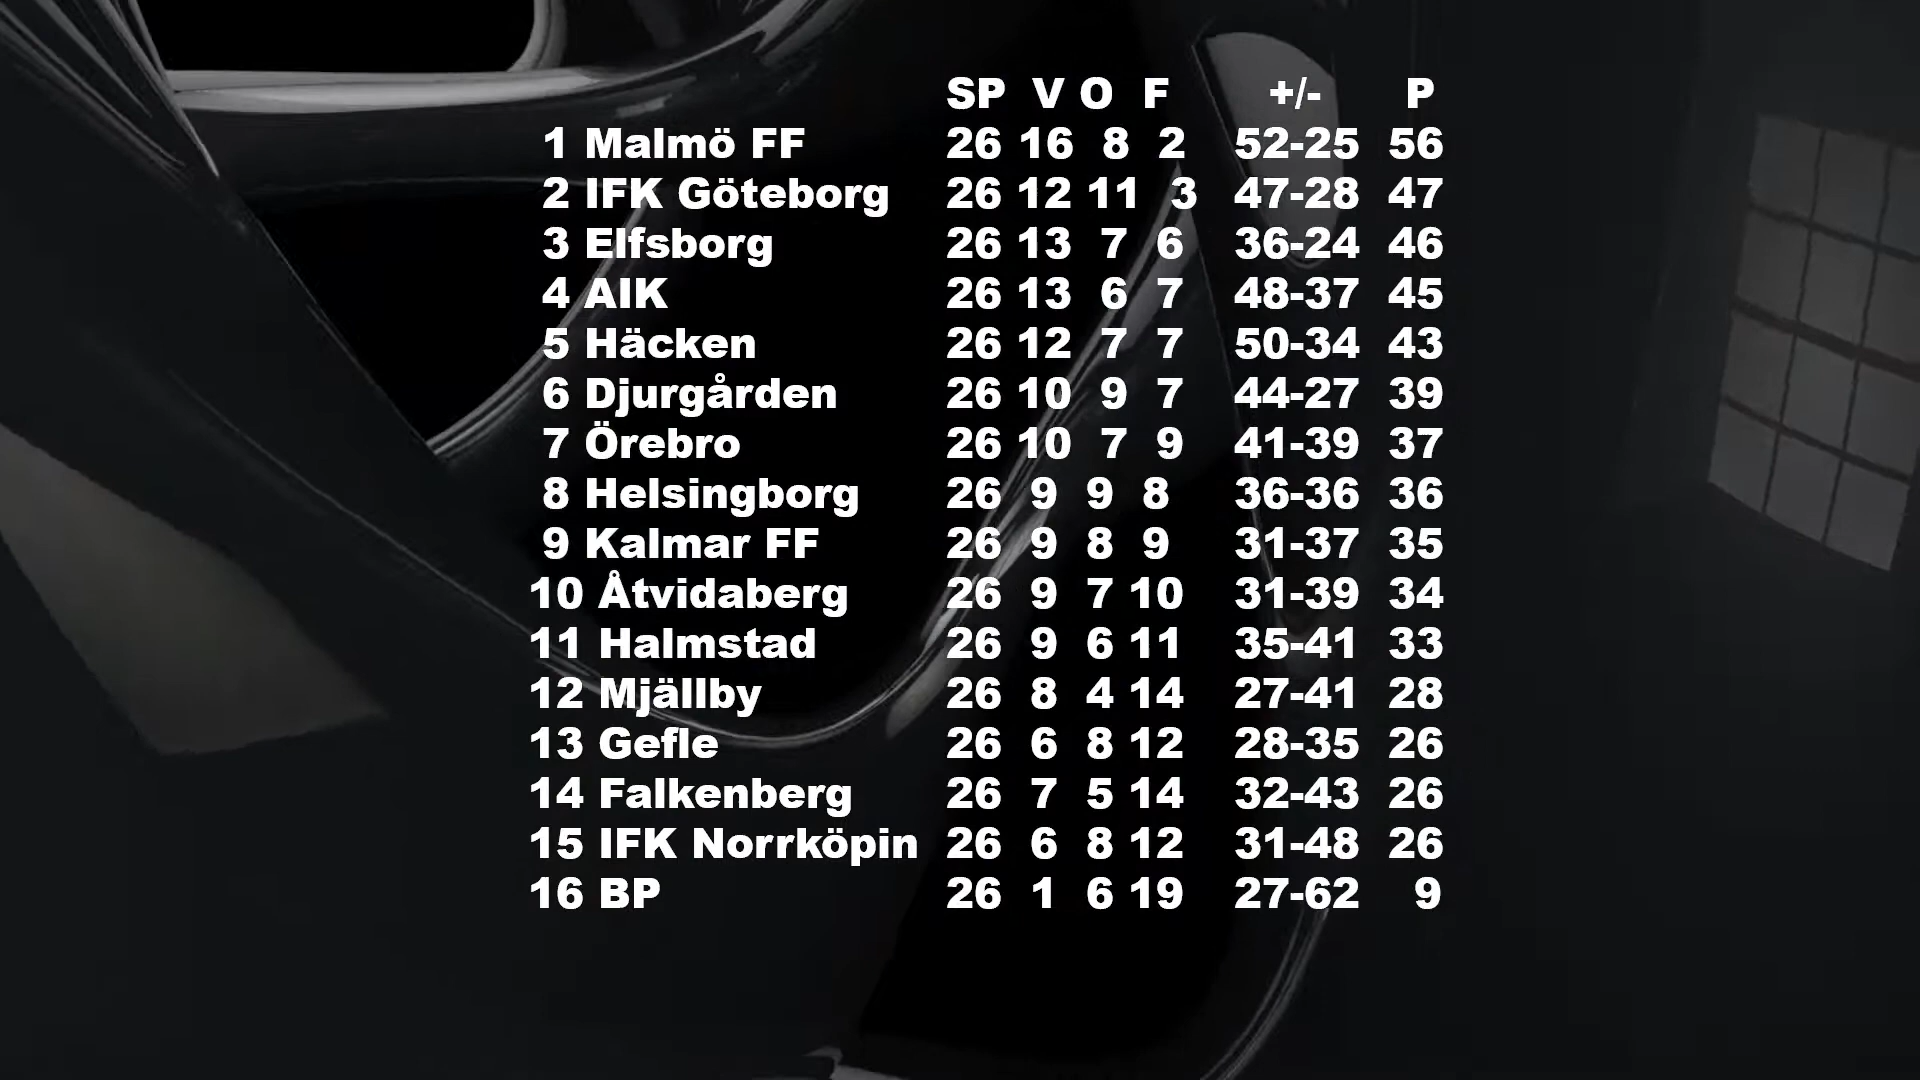 SP V O F +/- P
1 Malmö FF 26 16 8 2 52-25 56
2 IFK Göteborg 26 12 11 3 47-28 47
3 Elfsborg 26 13 7 6 36-24 46
4 AIK 26 13 6 7 48-37 45
5 Häcken 26 12 7 7 50-34 43
6 Djurgården 26 10 9 7 44-27 39
7 Örebro 26 10 7 9 41-39 37
8 Helsingborg 26 9 9 8 36-36 36
9 Kalmar FF 26 9 8 9 31-37 35
10 Åtvidaberg 26 9 7 10 31-39 34
11 Halmstad 26 9 6 11 35-41 33
12 Mjällby 26 8 4 14 27-41 28
13 Gefle 26 6 8 12 28-35 26
14 Falkenberg 26 7 5 14 32-43 26
15 IFK Norrköpin 26 6 8 12 31-48 26
16 BP 26 1 6 19 27-62 9